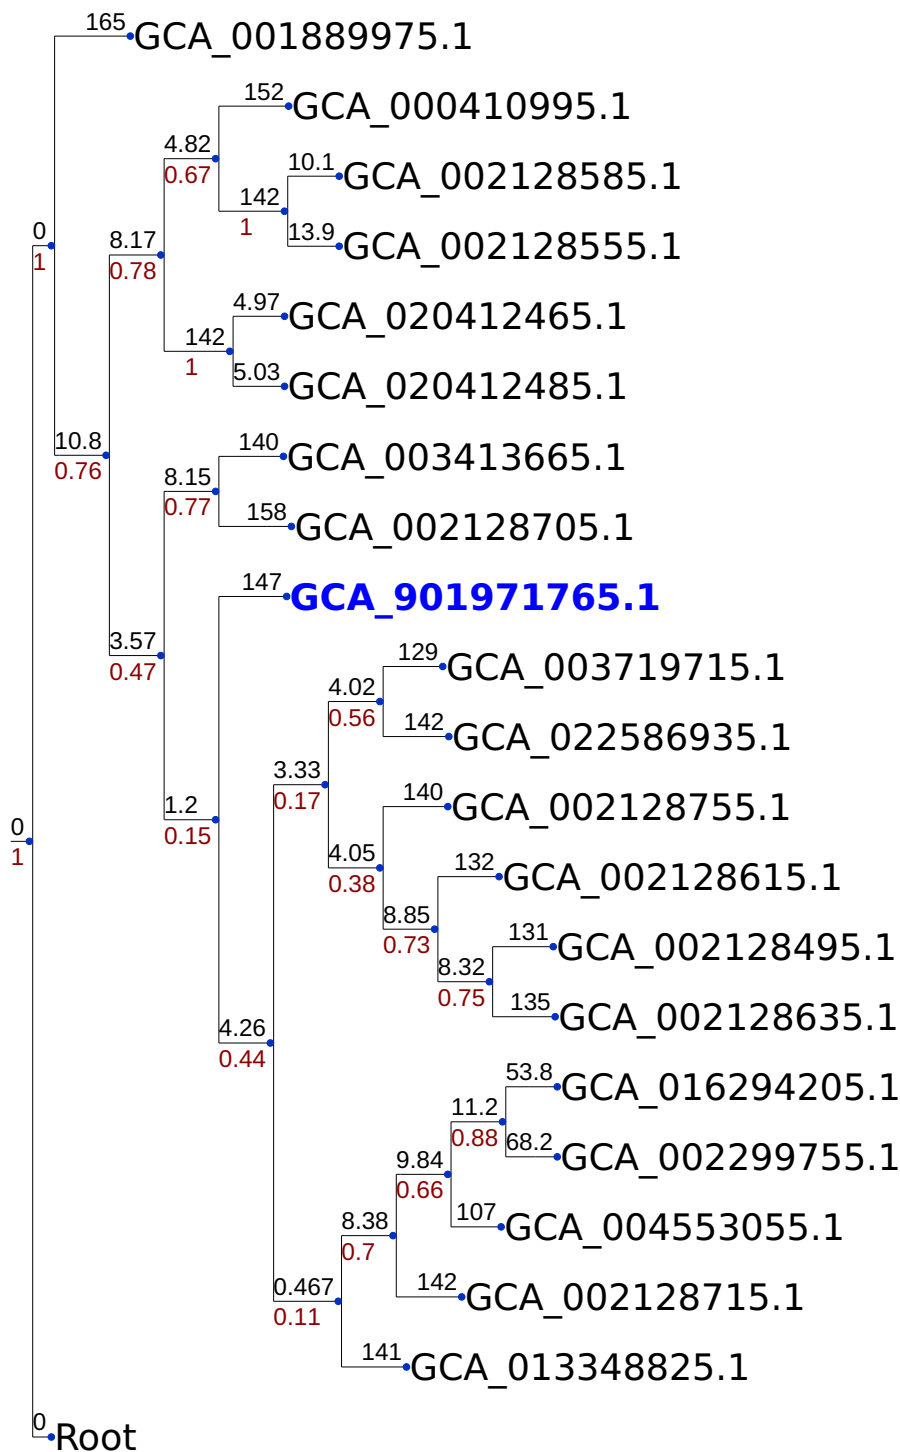 165 GCA_001889975.1
152 GCA_000410995.1
4.82
0.67
10.1 GCA_002128585.1
142
1
0
1
8.17
0.78
13.9 GCA_002128555.1
4.97 GCA_020412465.1
142
1
5.03 GCA_020412485.1
10.8
0.76
140 GCA_003413665.1
8.15
0.77
158 GCA_002128705.1
147 GCA_901971765.1
3.57
0.47
129 GCA_003719715.1
4.02
0.56
142 GCA_022586935.1
3.33
0.17
1.2
0.15
140 GCA_002128755.1
0
1
4.05
0.38
132 GCA_002128615.1
8.85
0.73
131 GCA_002128495.1
8.32
0.75
135 GCA_002128635.1
4.26
0.44
53.8 GCA_016294205.1
11.2
0.88
68.2 GCA_002299755.1
9.84
0.66
107 GCA_004553055.1
8.38
0.7
0.467
0.11
142 GCA_002128715.1
141 GCA_013348825.1
0 Root